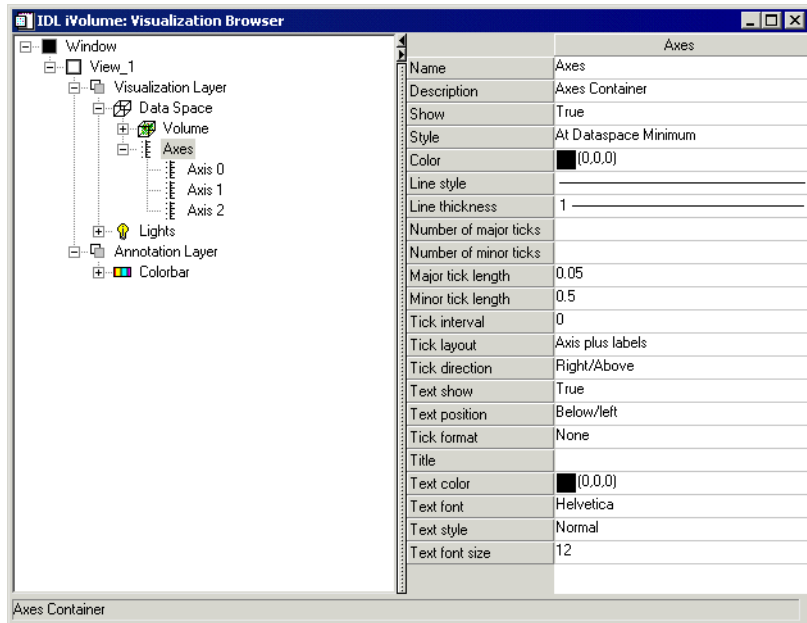 IDL iVolume: Visualization Browser
Window
View_1
Visualization Layer
Data Space
Volume
Axes
Axis 0
Axis 1
Axis 2
Lights
Annotation Layer
Colorbar
Axes
Name Axes
Description Axes Container
Show True
Style At Dataspace Minimum
Color (0,0,0)
Line style
Line thickness 1
Number of major ticks
Number of minor ticks
Major tick length 0.05
Minor tick length 0.5
Tick interval 0
Tick layout Axis plus labels
Tick direction Right/Above
Text show True
Text position Below/left
Tick format None
Title
Text color (0,0,0)
Text font Helvetica
Text style Normal
Text font size 12
Axes Container